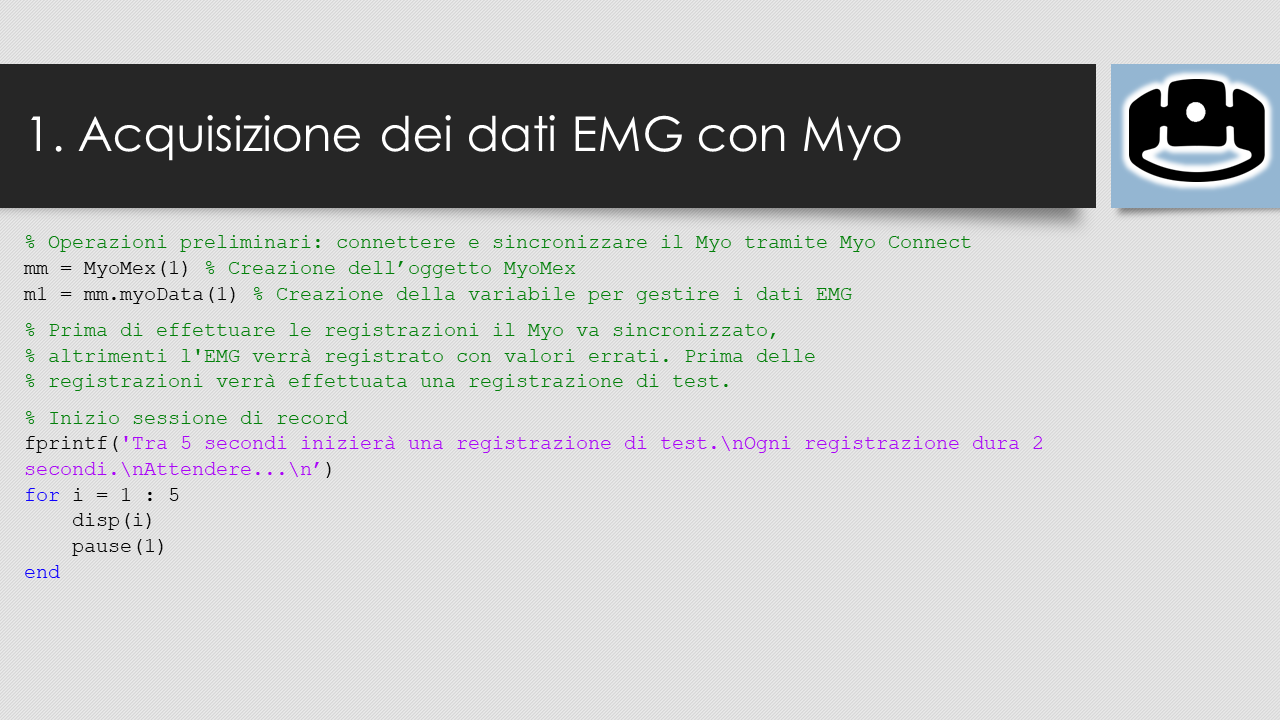 1. Acquisizione dei dati EMG con Myo
% Operazioni preliminari: connettere e sincronizzare il Myo tramite Myo Connect
mm = MyoMex(1) % Creazione dell’oggetto MyoMex
m1 = mm.myoData(1) % Creazione della variabile per gestire i dati EMG
% Prima di effettuare le registrazioni il Myo va sincronizzato,
% altrimenti l'EMG verrà registrato con valori errati. Prima delle
% registrazioni verrà effettuata una registrazione di test.
% Inizio sessione di record
fprintf('Tra 5 secondi inizierà una registrazione di test.\nOgni registrazione dura 2
secondi.\nAttendere...\n’)
for i = 1 : 5
    disp(i)
    pause(1)
end